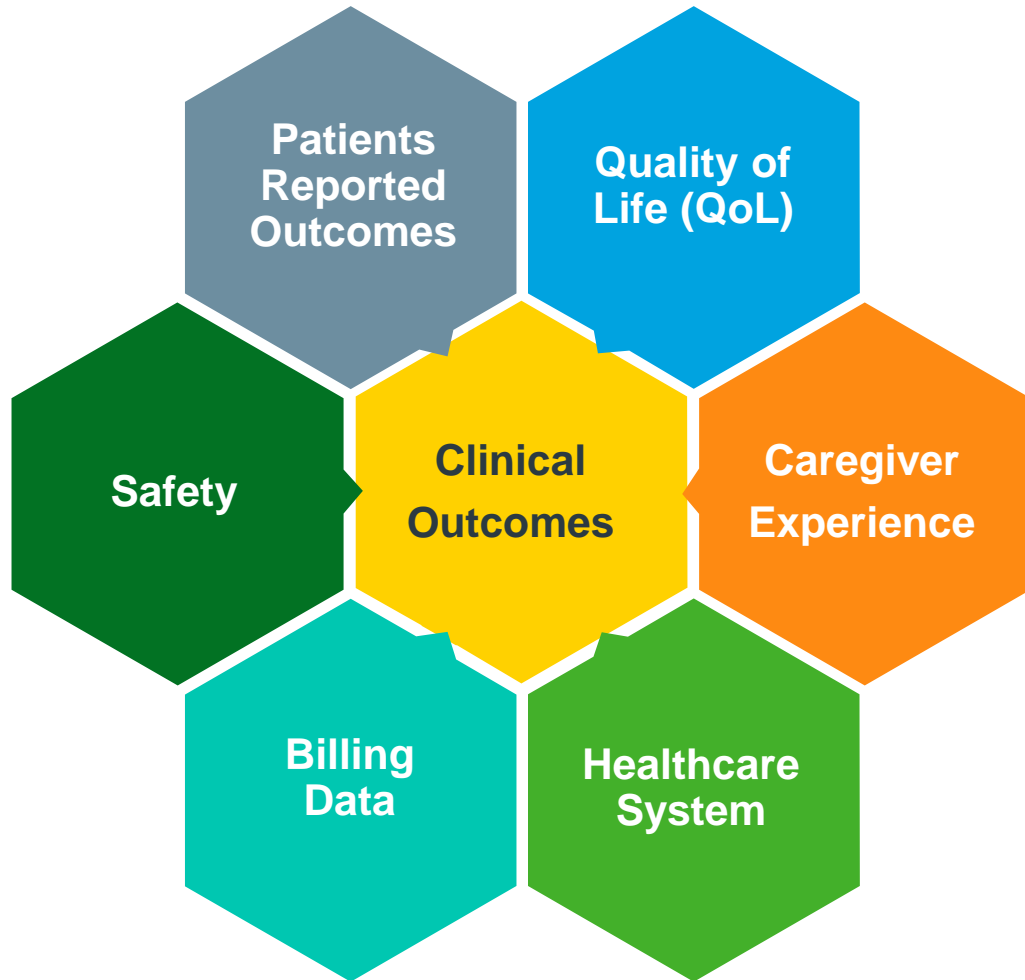 Patients
Reported
Outcomes
Quality of
Life (QoL)
Safety
Clinical
Outcomes
Caregiver
Experience
Billing
Data
Healthcare
System